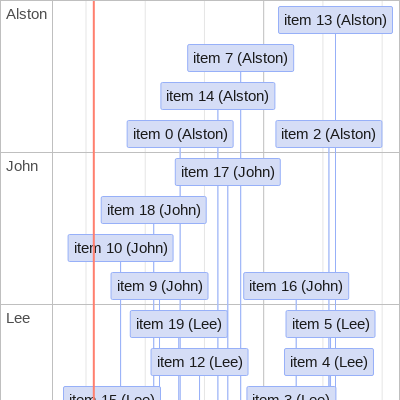 Alston
item 13 (Alston)
item 7 (Alston)
item 14 (Alston)
item 0 (Alston)
item 2 (Alston)
John
item 17 (John)
item 18 (John)
item 10 (John)
item 9 (John)
item 16 (John)
Lee
item 19 (Lee)
item 5 (Lee)
item 12 (Lee)
item 4 (Lee)
item 15 (Lee)
item 3 (Lee)